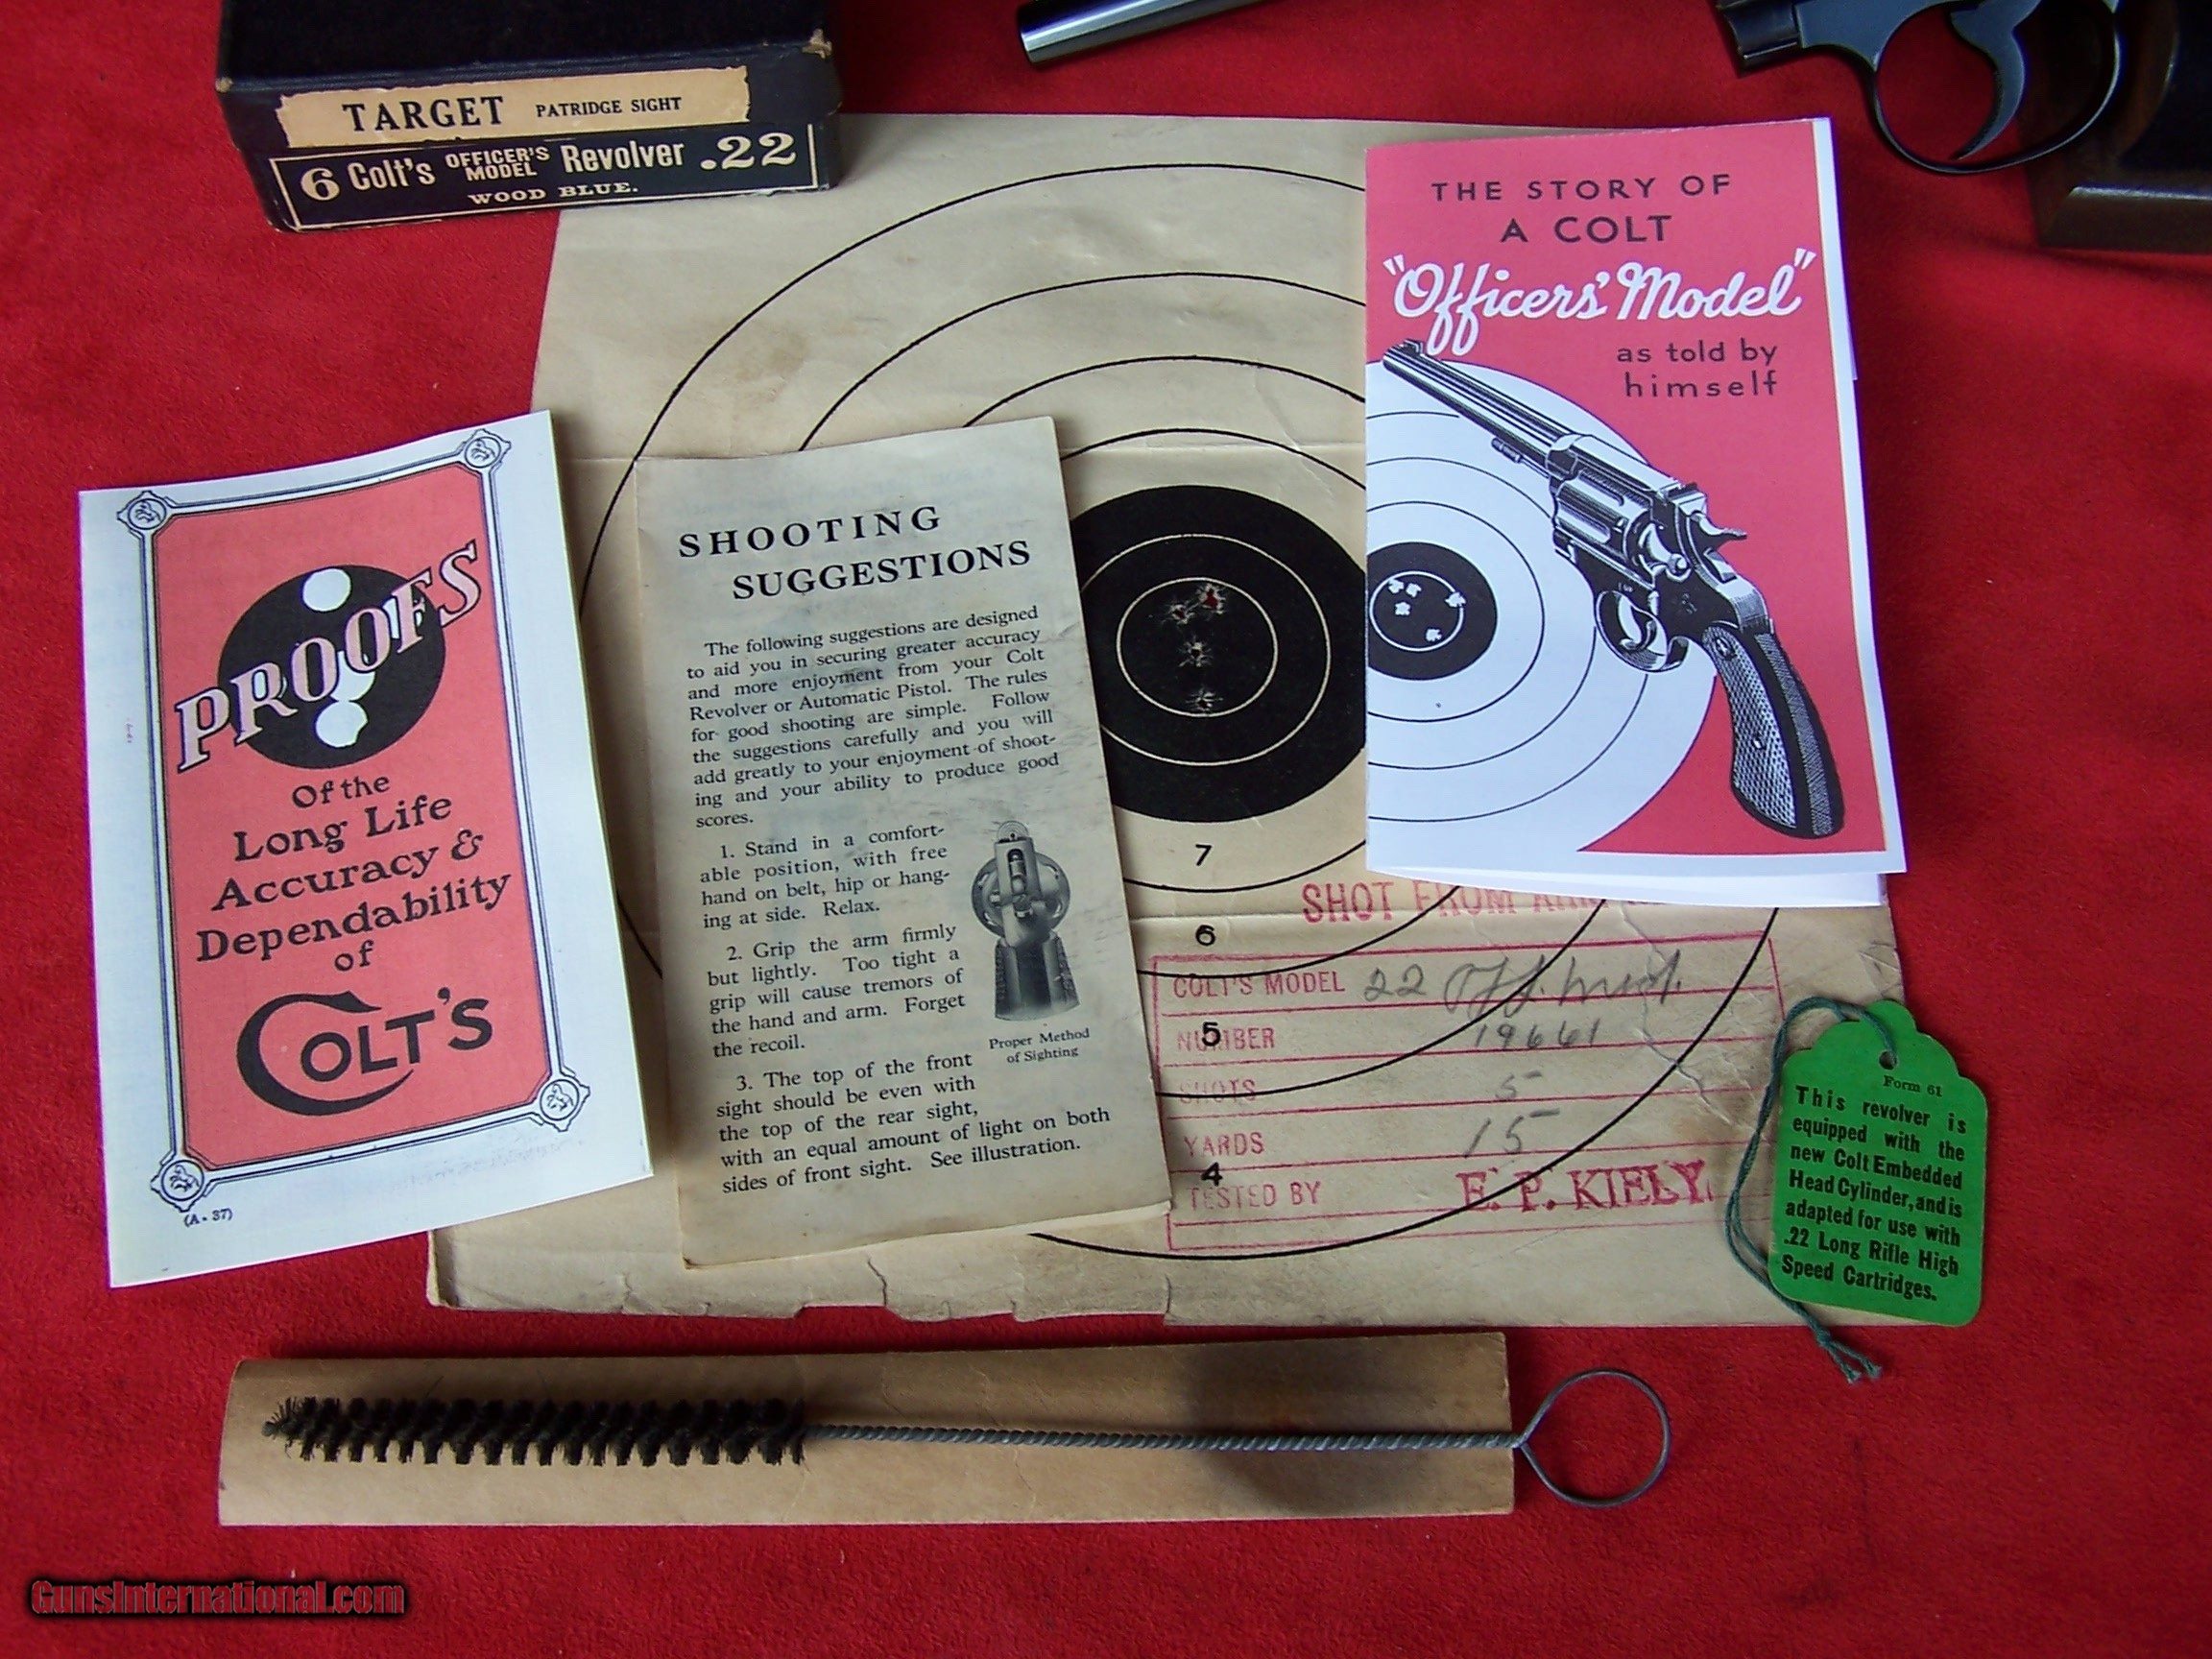 TARGET PATRIDGE SIGHT
6 Colt's OFFICER'S MODEL Revolver .22
WOOD BLUE.
THE STORY OF
A COLT
"Officers' Model"
as told by
himself
PROOFS
Of the
Long Life
Accuracy &
Dependability
of
COLT'S
(A-37)
SHOOTING
SUGGESTIONS
The following suggestions are designed
to aid you in securing greater accuracy
and more enjoyment from your Colt
Revolver or Automatic Pistol. The rules
for good shooting are simple. Follow
the suggestions carefully and you will
add greatly to your enjoyment of shoot-
ing and your ability to produce good
scores.
1. Stand in a comfort-
able position, with free
hand on belt, hip or hang-
ing at side. Relax.
2. Grip the arm firmly
but lightly. Too tight a
grip will cause tremors of
the hand and arm. Forget
the recoil.
Proper Method
of Sighting
3. The top of the front
sight should be even with
the top of the rear sight,
with an equal amount of light on both
sides of front sight. See illustration.
7
6
5
4
SHOT FROM
COLT'S MODEL 22 Off. Mod.
NUMBER 19661
SHOTS 5
YARDS 15
TESTED BY E. P. KIELY.
Form 61
This revolver is
equipped with the
new Colt Embedded
Head Cylinder, and is
adapted for use with
.22 Long Rifle High
Speed Cartridges.
GunsInternational.com